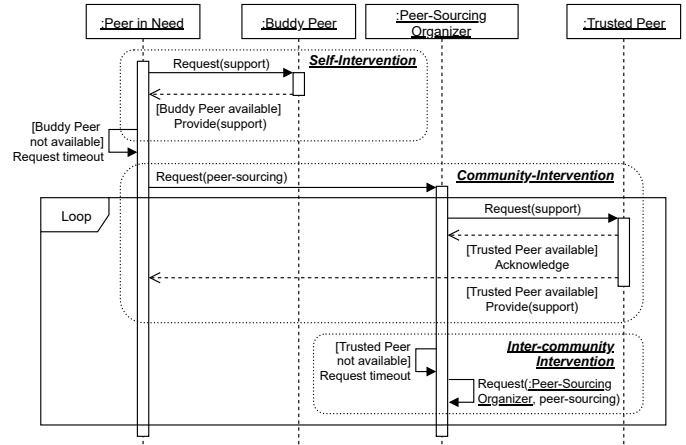 :Peer in Need
:Buddy Peer
:Peer-Sourcing
Organizer
:Trusted Peer
Request(support)
Self-Intervention
[Buddy Peer available]
Provide(support)
[Buddy Peer
not available]
Request timeout
Request(peer-sourcing)
Community-Intervention
Loop
Request(support)
[Trusted Peer available]
Acknowledge
[Trusted Peer available]
Provide(support)
[Trusted Peer
not available]
Request timeout
Inter-community
Intervention
Request(:Peer-Sourcing
Organizer, peer-sourcing)